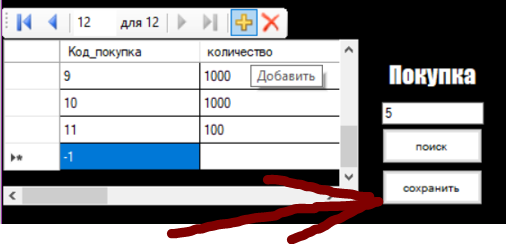 12 для 12
Код_покупка количество
9 1000
Добавить
10 1000
11 100
-1
Покупка
5
поиск
сохранить